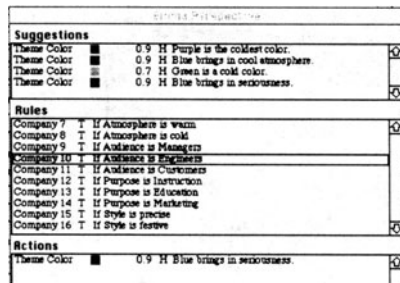 Suggestions
Theme Color 0.9 H Purple is the coldest color.
Theme Color 0.9 H Blue brings in cool atmosphere.
Theme Color 0.7 H Green is a cold color.
Theme Color 0.9 H Blue brings in seriousness.
Rules
Company 7 T If Atmosphere is warm
Company 8 T If Atmosphere is cold
Company 9 T If Audience is Managers
Company 10 T If Audience is Engineers
Company 11 T If Audience is Customers
Company 12 T If Purpose is Instruction
Company 13 T If Purpose is Education
Company 14 T If Purpose is Marketing
Company 15 T If Style is precise
Company 16 T If Style is festive
Actions
Theme Color 0.9 H Blue brings in seriousness.